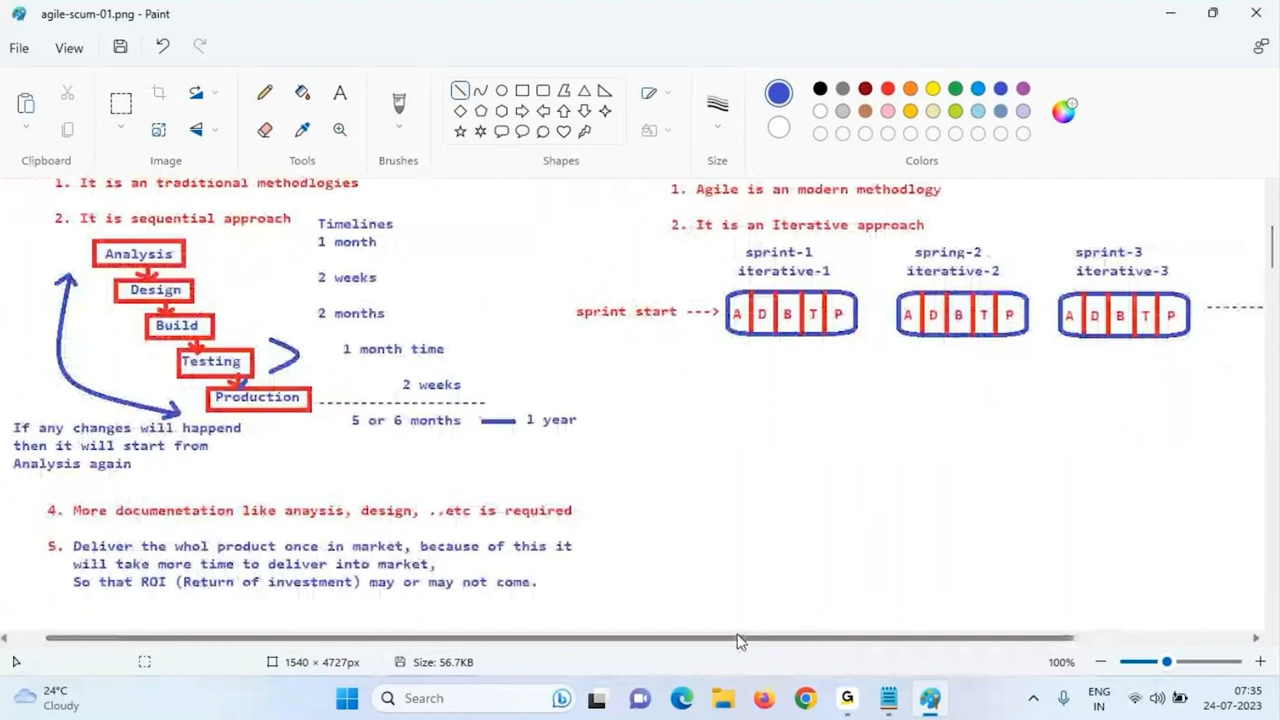 agile-scum-01.png - Paint
File
View
Clipboard
Image
Tools
Brushes
Shapes
Size
Colors
1. It is an traditional methodlogies
2. It is sequential approach
Timelines
Analysis
1 month
Design
2 weeks
Build
2 months
Testing
1 month time
Production
2 weeks
5 or 6 months
1 year
If any changes will happend
then it will start from
Analysis again
4. More documenetation like anaysis, design, ..etc is required
5. Deliver the whol product once in market, because of this it
will take more time to deliver into market,
So that ROI (Return of investment) may or may not come.
1. Agile is an modern methodlogy
2. It is an Iterative approach
sprint-1
iterative-1
spring-2
iterative-2
sprint-3
iterative-3
sprint start --->
A D B T P
A D B T P
A D B T P
1540 × 4727px
Size: 56.7KB
100%
24°C
Cloudy
Search
ENG
IN
07:35
24-07-2023